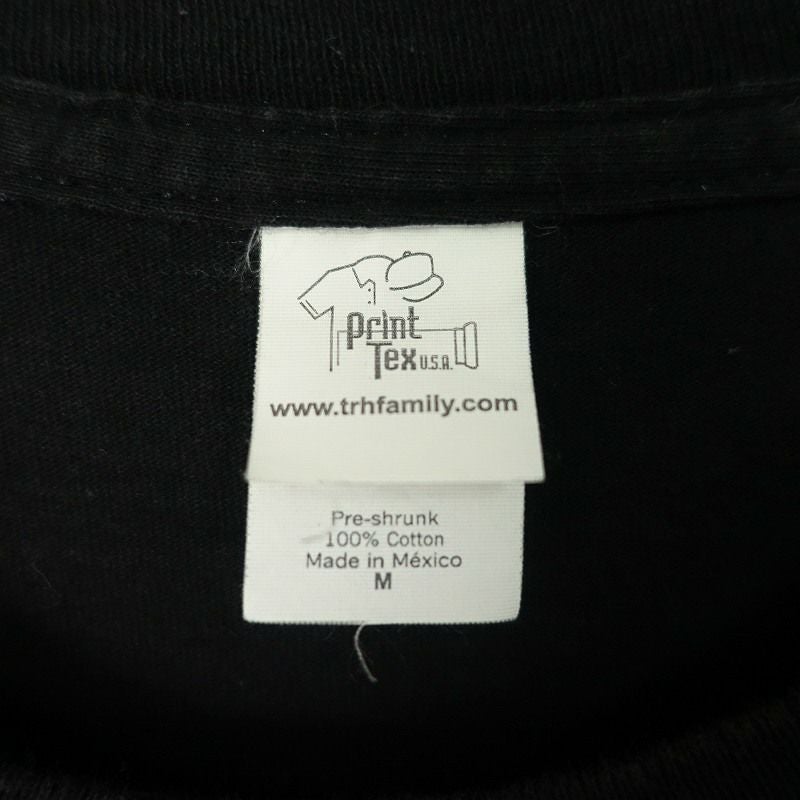 Print
Tex U.S.A.
www.trhfamily.com
Pre-shrunk
100% Cotton
Made in México
M